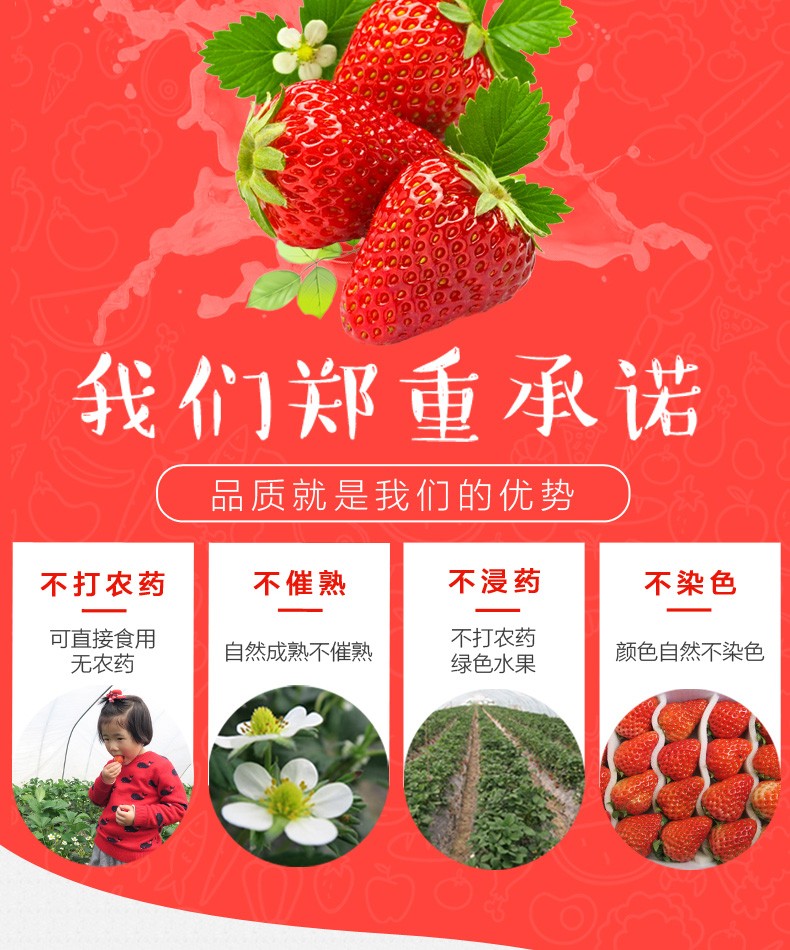 我们郑重承诺
品质就是我们的优势
不打农药
可直接食用
无农药
不催熟
自然成熟不催熟
不浸药
不打农药
绿色水果
不染色
颜色自然不染色